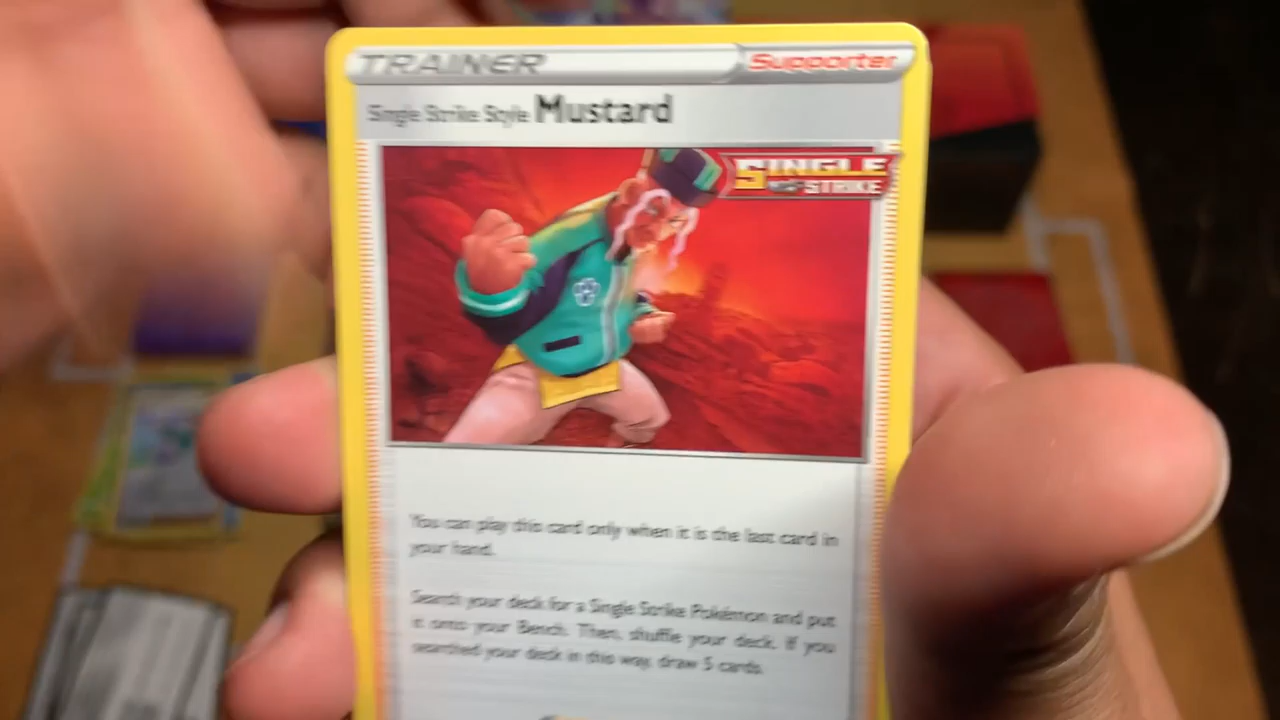 TRAINER Supporter
Single Strike Style Mustard
SINGLE
STRIKE
You can play this card only when it is the last card in
your hand.
Search your deck for a Single Strike Pokémon and put
it onto your Bench. Then, shuffle your deck. If you
searched your deck in this way, draw 5 cards.